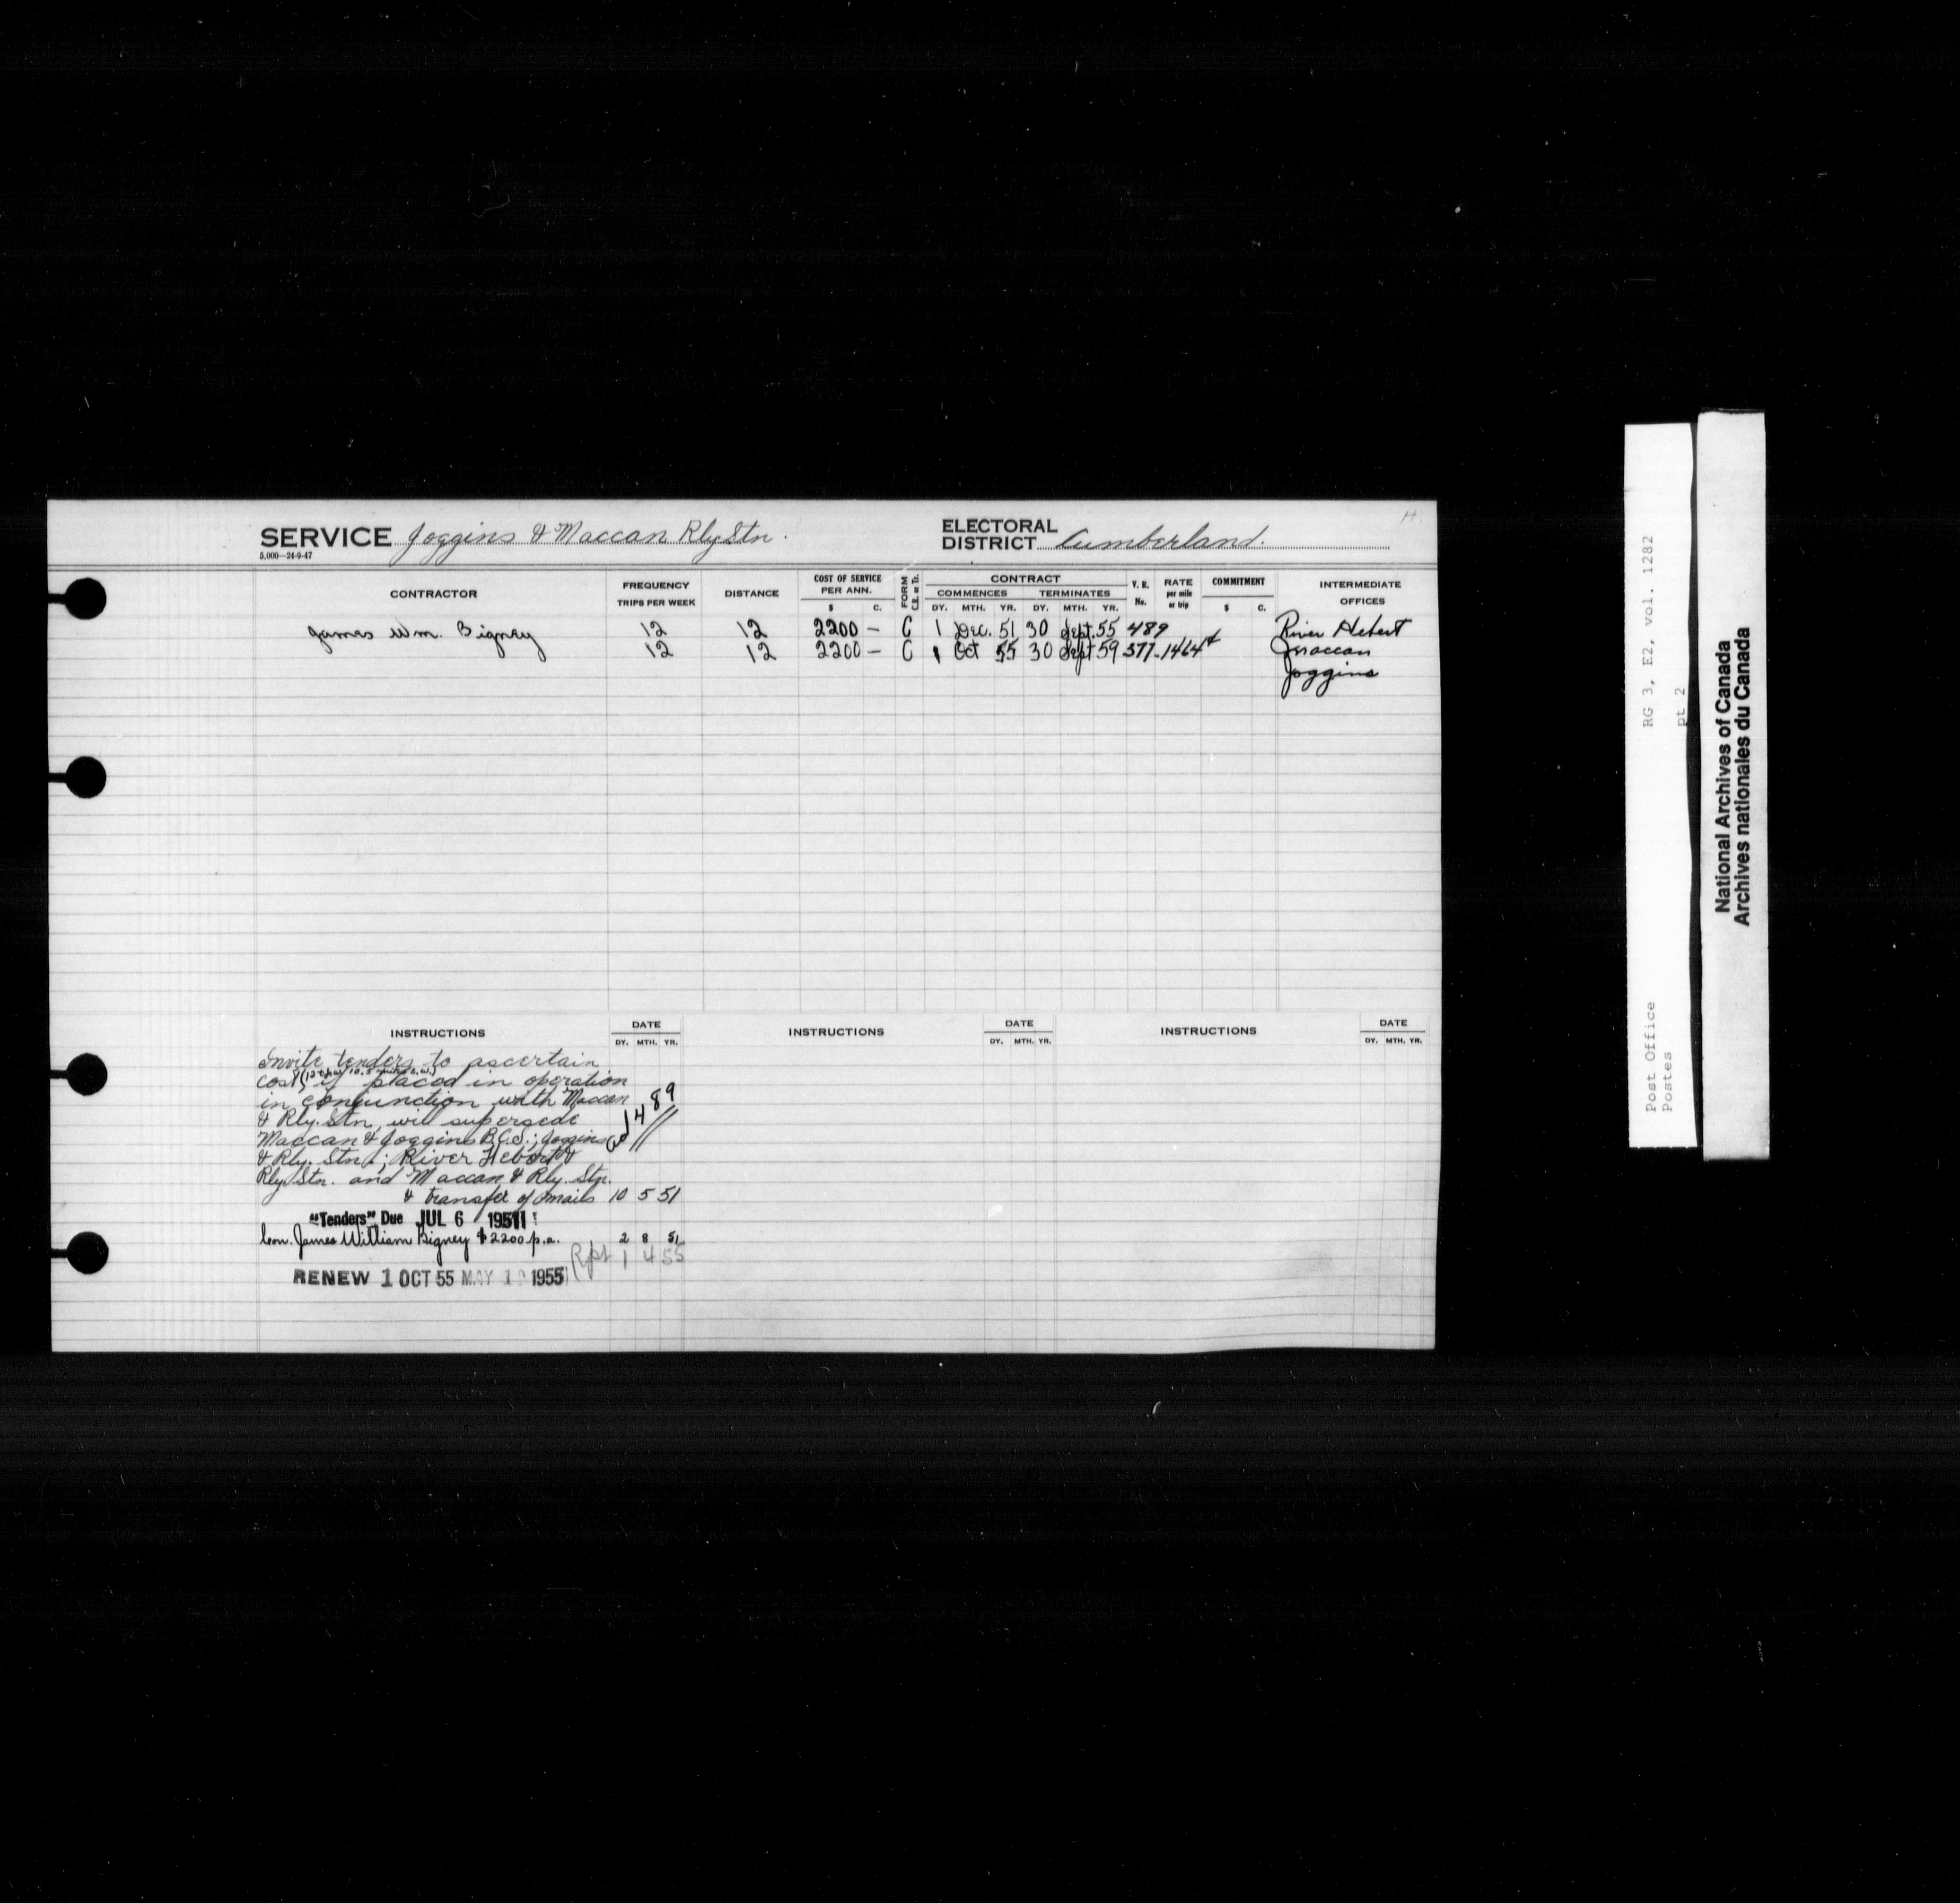 H.
SERVICE Joggins & Maccan Rly Stn.
5,000—24-9-47
ELECTORAL DISTRICT Cumberland.
CONTRACTOR
FREQUENCY TRIPS PER WEEK
DISTANCE
COST OF SERVICE PER ANN. $ C.
FORM C.R. or Tr.
CONTRACT
COMMENCES DY. MTH. YR.
TERMINATES DY. MTH. YR.
V. R. No.
RATE per mile or trip
COMMITMENT $ C.
INTERMEDIATE OFFICES
James Wm. Bigney 12 12 2200 — C 1 Dec. 51 30 Sept. 55 489 River Hebert
12 12 2200 — C 1 Oct 55 30 Sept 59 377 .1464 Maccan
Joggins
INSTRUCTIONS DATE DY. MTH. YR.
INSTRUCTIONS DATE DY. MTH. YR.
INSTRUCTIONS DATE DY. MTH. YR.
Invite tenders to ascertain
cost, if placed in operation
in conjunction with Maccan
& Rly. Stn, will supersede
Maccan & Joggins B.C.S.; Joggins
& Rly. Stn.; River Hebert &
Rly. Stn. and Maccan & Rly. Stn.
& transfer of mails 10 5 51
489
"Tenders" Due JUL 6 1951
Con. James William Bigney $2200 p.a. 2 8 51
Rpt 1 4 55
RENEW 1 OCT 55 MAY 1955
RG 3, E2, vol. 1282
pt 2
Post Office
Postes
National Archives of Canada
Archives nationales du Canada